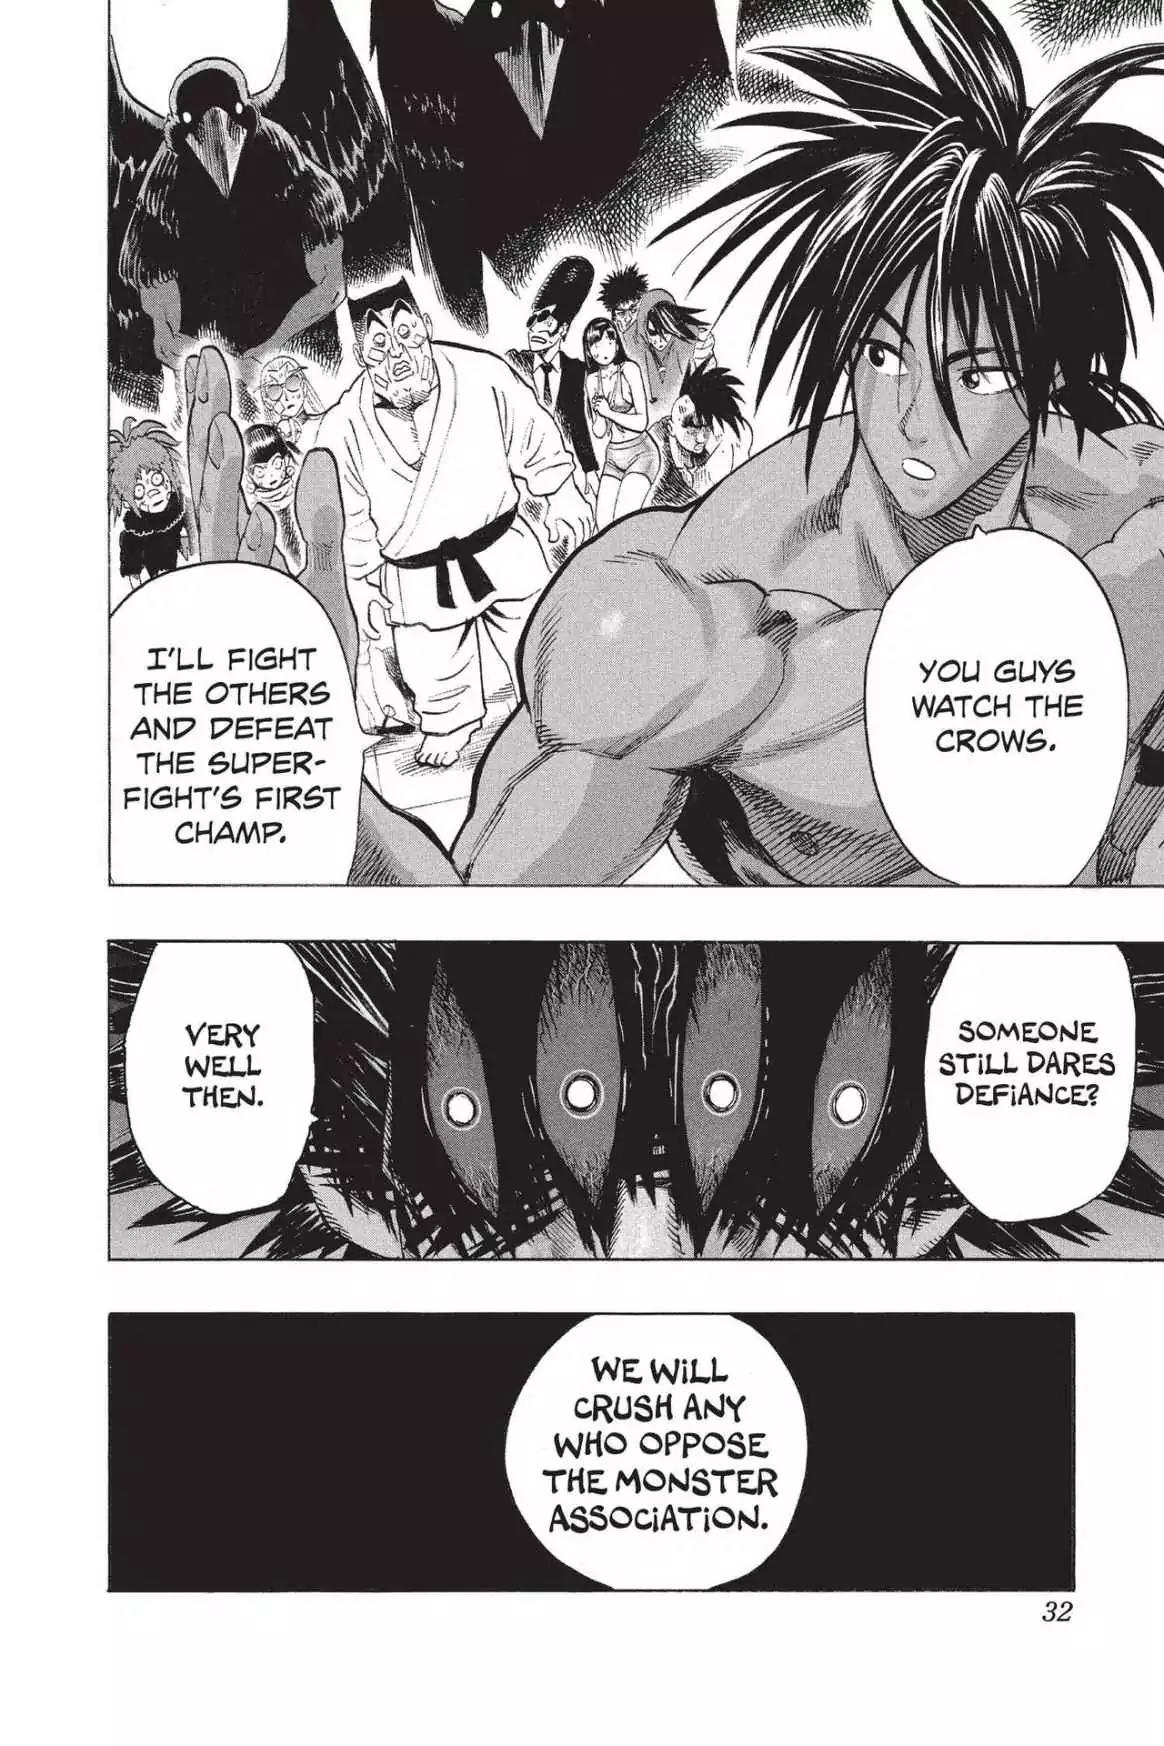 YOU GUYS
WATCH THE
CROWS.
I'LL FIGHT
THE OTHERS
AND DEFEAT
THE SUPER-
FIGHT'S FIRST
CHAMP.
SOMEONE
STiLL DARES
DEFiANCE?
VERY
WELL
THEN.
WE WiLL
CRUSH ANY
WHO OPPOSE
THE MONSTER
ASSOCiATiON.
32